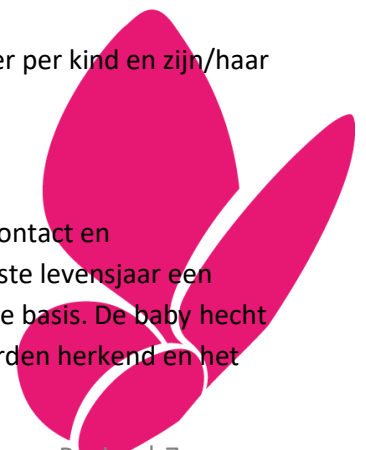 er per kind en zijn/haar
ontact en
ste levensjaar een
e basis. De baby hecht
rden herkend en het